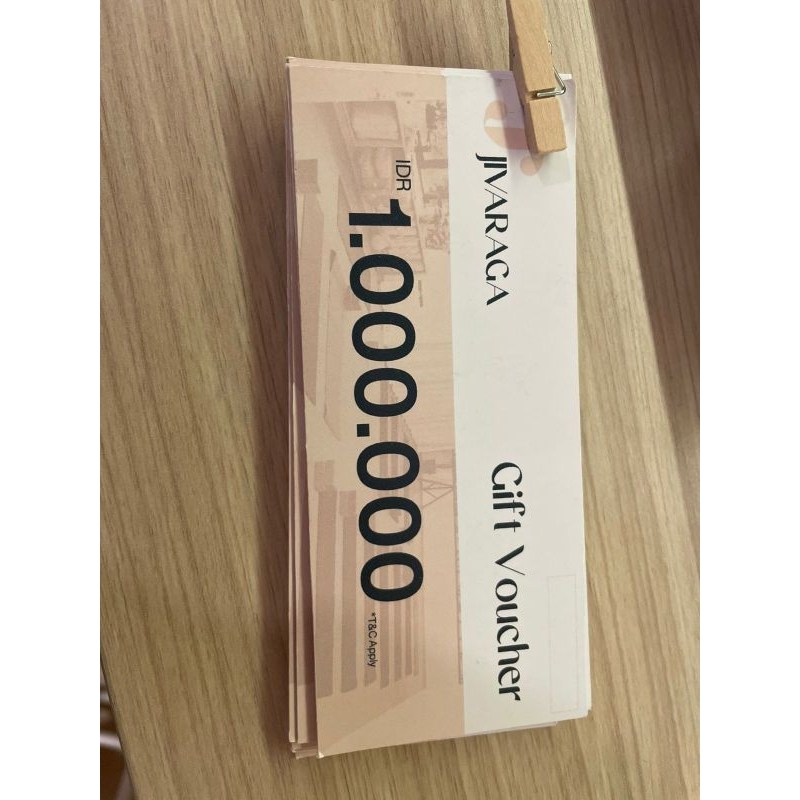 JIVARAGA
Gift Voucher
IDR
1.000.000
*T&C Apply